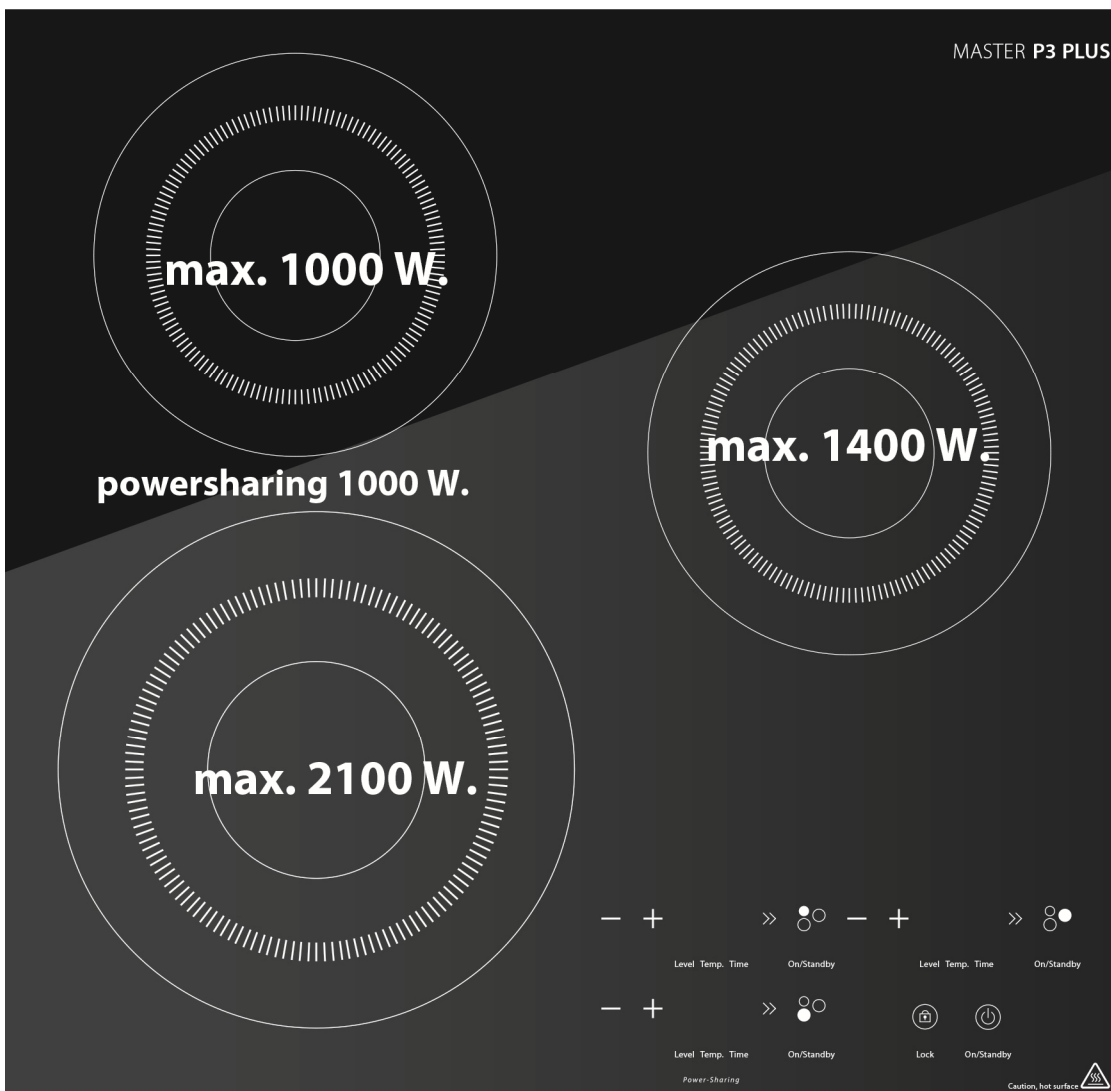 MASTER P3 PLUS
max. 1000 W.
max. 1400 W.
powersharing 1000 W.
max. 2100 W.
Level Temp. Time On/Standby Level Temp. Time On/Standby
Level Temp. Time On/Standby Lock On/Standby
Power-Sharing
Caution, hot surface